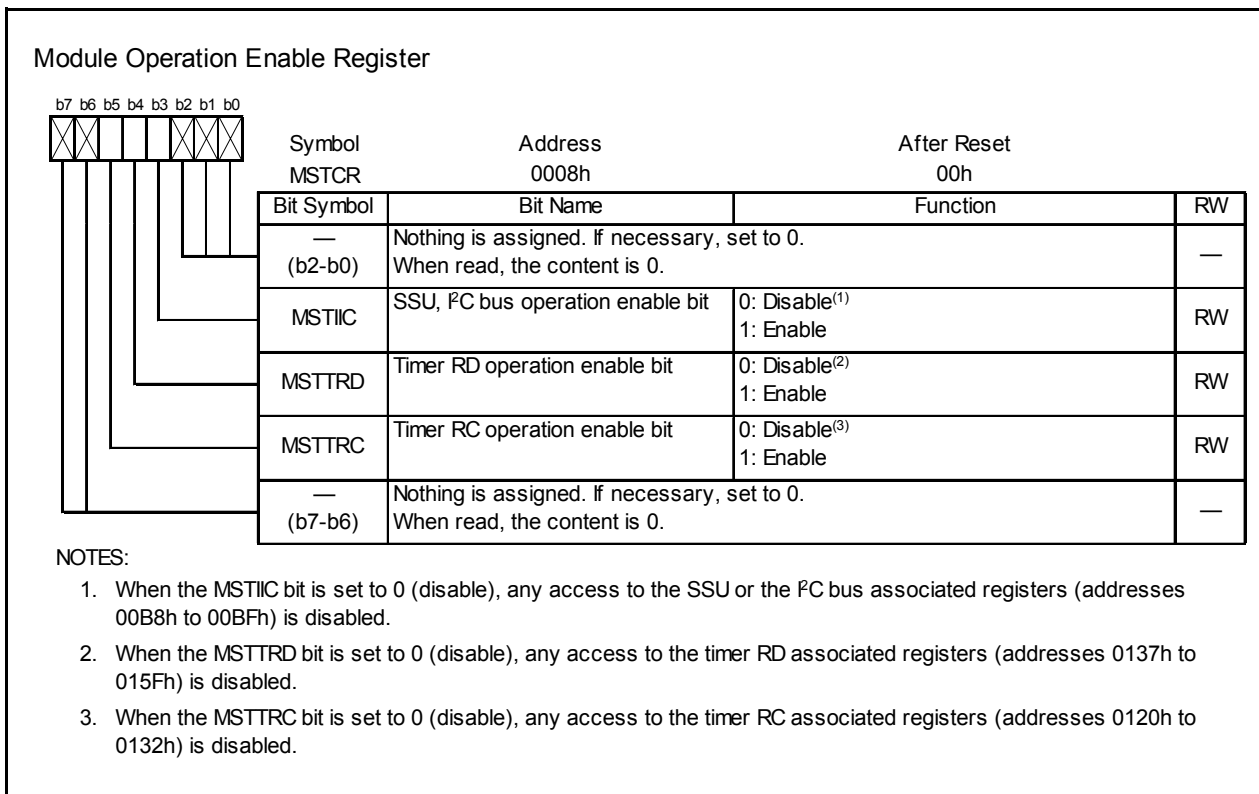 Module Operation Enable Register
b7 b6 b5 b4 b3 b2 b1 b0
Symbol Address After Reset
MSTCR 0008h 00h
Bit Symbol Bit Name Function RW
— Nothing is assigned. If necessary, set to 0. —
(b2-b0) When read, the content is 0.
MSTIIC SSU, I²C bus operation enable bit 0: Disable(1) RW
1: Enable
MSTTRD Timer RD operation enable bit 0: Disable(2) RW
1: Enable
MSTTRC Timer RC operation enable bit 0: Disable(3) RW
1: Enable
— Nothing is assigned. If necessary, set to 0. —
(b7-b6) When read, the content is 0.
NOTES:
1. When the MSTIIC bit is set to 0 (disable), any access to the SSU or the I²C bus associated registers (addresses
00B8h to 00BFh) is disabled.
2. When the MSTTRD bit is set to 0 (disable), any access to the timer RD associated registers (addresses 0137h to
015Fh) is disabled.
3. When the MSTTRC bit is set to 0 (disable), any access to the timer RC associated registers (addresses 0120h to
0132h) is disabled.